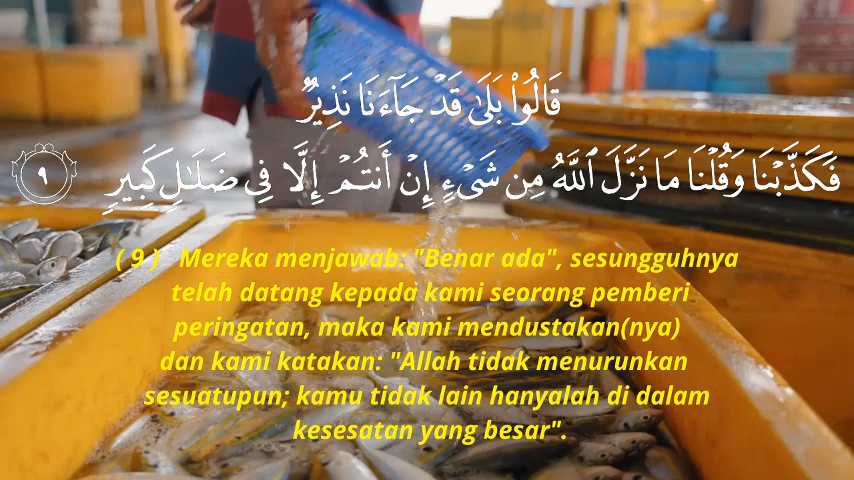 قَالُوا۟ بَلَىٰ قَدْ جَآءَنَا نَذِيرٌ
فَكَذَّبْنَا وَقُلْنَا مَا نَزَّلَ ٱللَّهُ مِن شَىْءٍ إِنْ أَنتُمْ إِلَّا فِى ضَلَـٰلٍ كَبِيرٍ ٩
( 9 ) Mereka menjawab: "Benar ada", sesungguhnya
telah datang kepada kami seorang pemberi
peringatan, maka kami mendustakan(nya)
dan kami katakan: "Allah tidak menurunkan
sesuatupun; kamu tidak lain hanyalah di dalam
kesesatan yang besar".